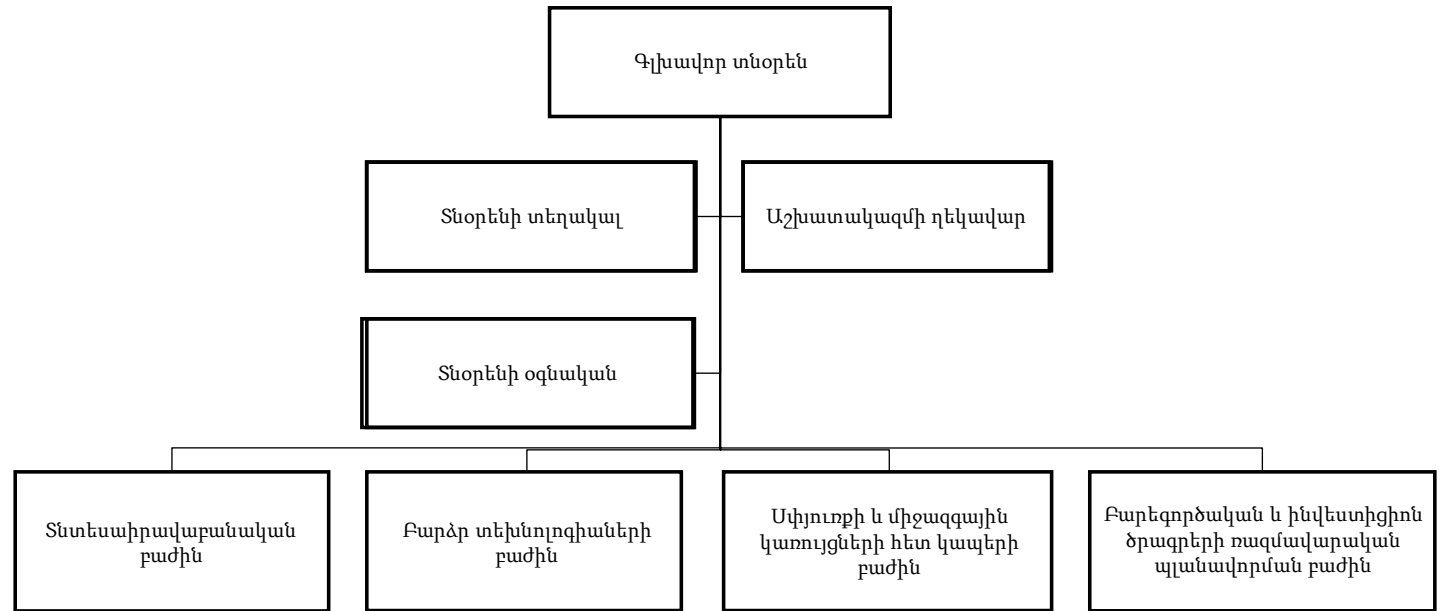 Գլխավոր տնօրեն
Տնօրենի տեղակալ
Աշխատակազմի ղեկավար
Տնօրենի օգնական
Տնտեսաիրավաբանական
բաժին
Բարձր տեխնոլոգիաների
բաժին
Սփյուռքի և միջազգային
կառույցների հետ կապերի
բաժին
Բարեգործական և ինվեստիցիոն
ծրագրերի ռազմավարական
պլանավորման բաժին